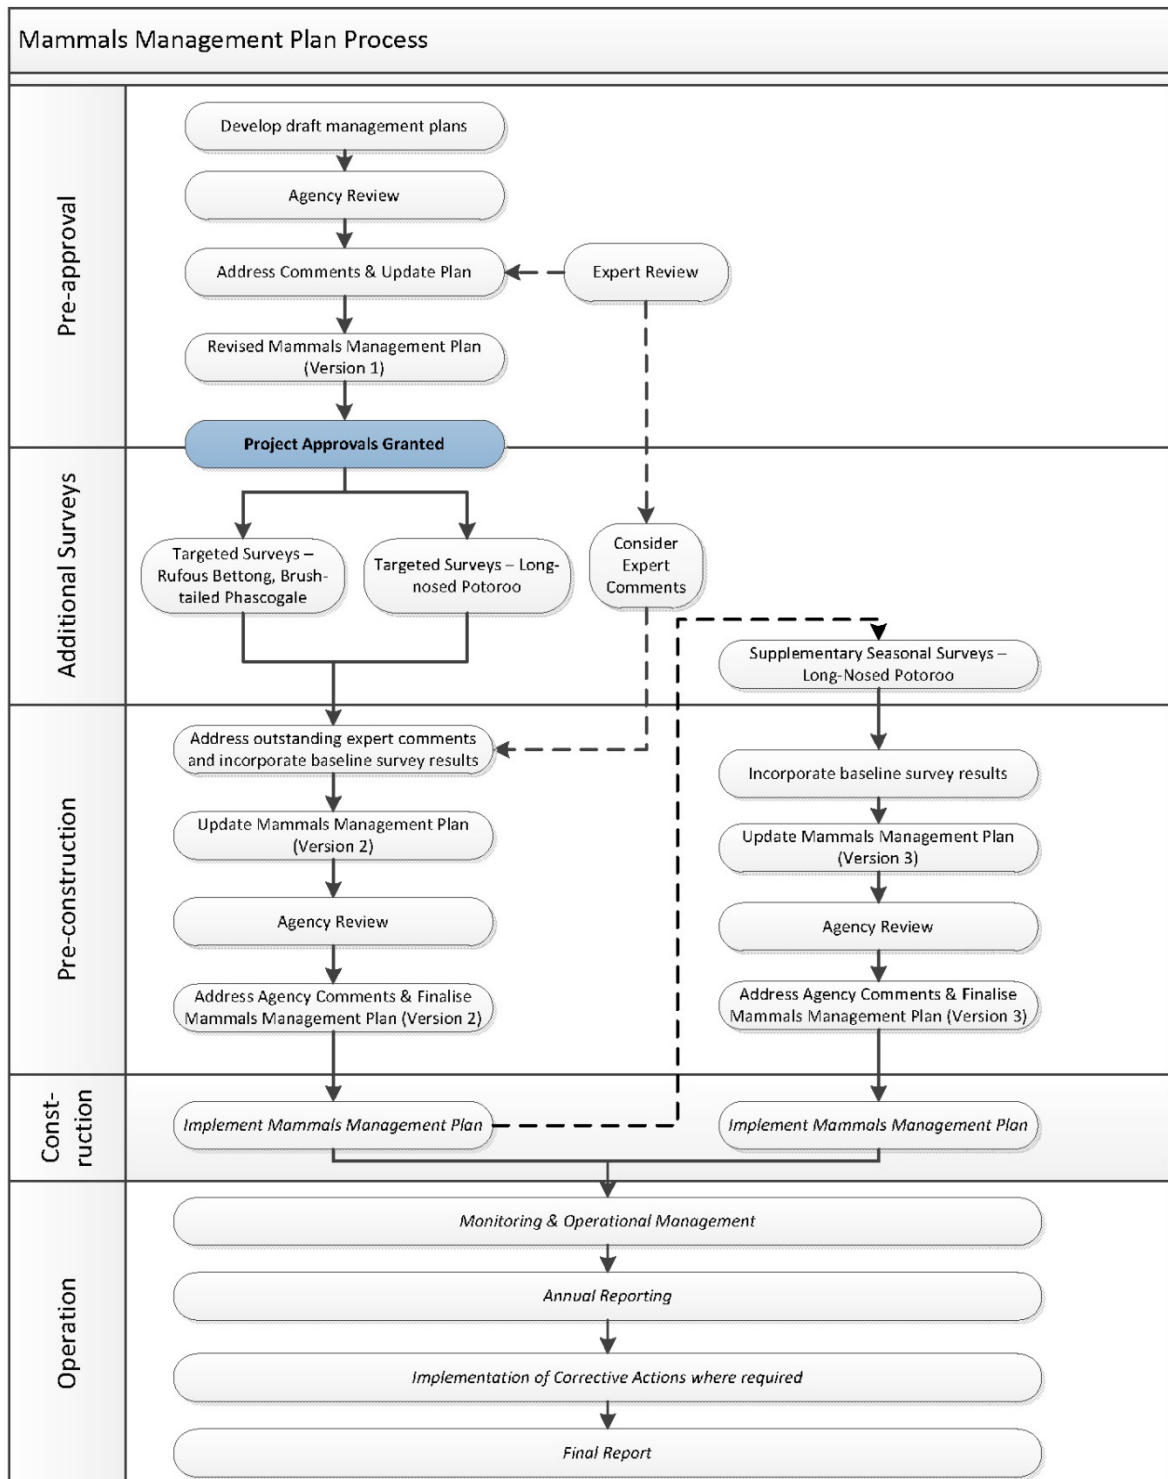 Mammals Management Plan Process
Pre-approval
Develop draft management plans
Agency Review
Address Comments & Update Plan
Expert Review
Revised Mammals Management Plan
(Version 1)
Project Approvals Granted
Additional Surveys
Targeted Surveys –
Rufous Bettong, Brush-
tailed Phascogale
Targeted Surveys – Long-
nosed Potoroo
Consider
Expert
Comments
Supplementary Seasonal Surveys –
Long-Nosed Potoroo
Pre-construction
Address outstanding expert comments
and incorporate baseline survey results
Update Mammals Management Plan
(Version 2)
Agency Review
Address Agency Comments & Finalise
Mammals Management Plan (Version 2)
Incorporate baseline survey results
Update Mammals Management Plan
(Version 3)
Agency Review
Address Agency Comments & Finalise
Mammals Management Plan (Version 3)
Const-
ruction
Implement Mammals Management Plan
Implement Mammals Management Plan
Operation
Monitoring & Operational Management
Annual Reporting
Implementation of Corrective Actions where required
Final Report